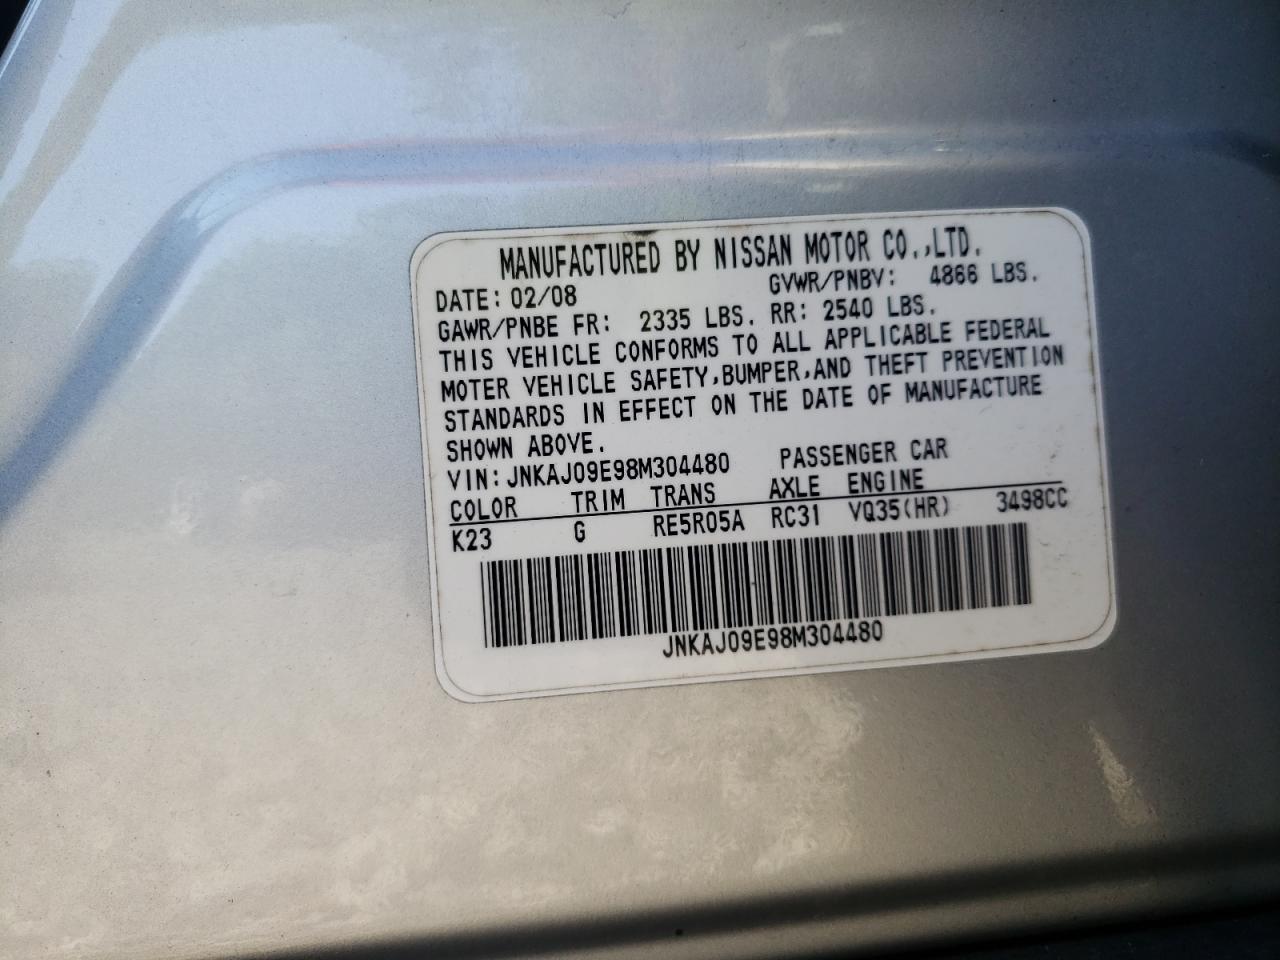 MANUFACTURED BY NISSAN MOTOR CO.,LTD.
DATE: 02/08 GVWR/PNBV: 4866 LBS.
GAWR/PNBE FR: 2335 LBS. RR: 2540 LBS.
THIS VEHICLE CONFORMS TO ALL APPLICABLE FEDERAL
MOTER VEHICLE SAFETY,BUMPER,AND THEFT PREVENTION
STANDARDS IN EFFECT ON THE DATE OF MANUFACTURE
SHOWN ABOVE.
VIN: JNKAJ09E98M304480 PASSENGER CAR
COLOR TRIM TRANS AXLE ENGINE
K23 G RE5R05A RC31 VQ35(HR) 3498CC
JNKAJ09E98M304480